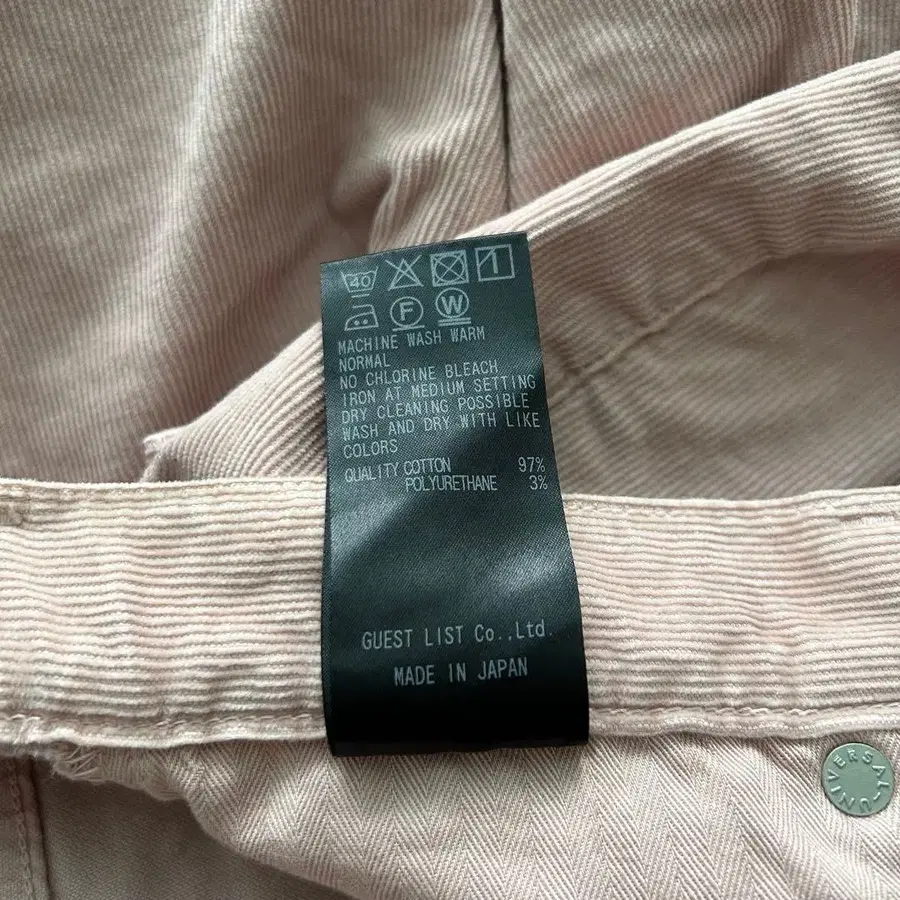 40
F W
MACHINE WASH WARM
NORMAL
NO CHLORINE BLEACH
IRON AT MEDIUM SETTING
DRY CLEANING POSSIBLE
WASH AND DRY WITH LIKE
COLORS
QUALITY COTTON 97%
POLYURETHANE 3%
GUEST LIST Co.,Ltd.
MADE IN JAPAN
UNIVERSAL